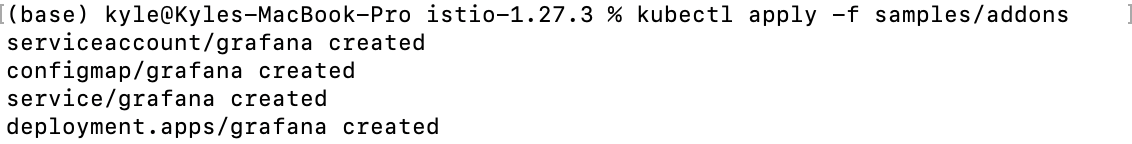 [(base) kyle@Kyles-MacBook-Pro istio-1.27.3 % kubectl apply -f samples/addons ]
serviceaccount/grafana created
configmap/grafana created
service/grafana created
deployment.apps/grafana created